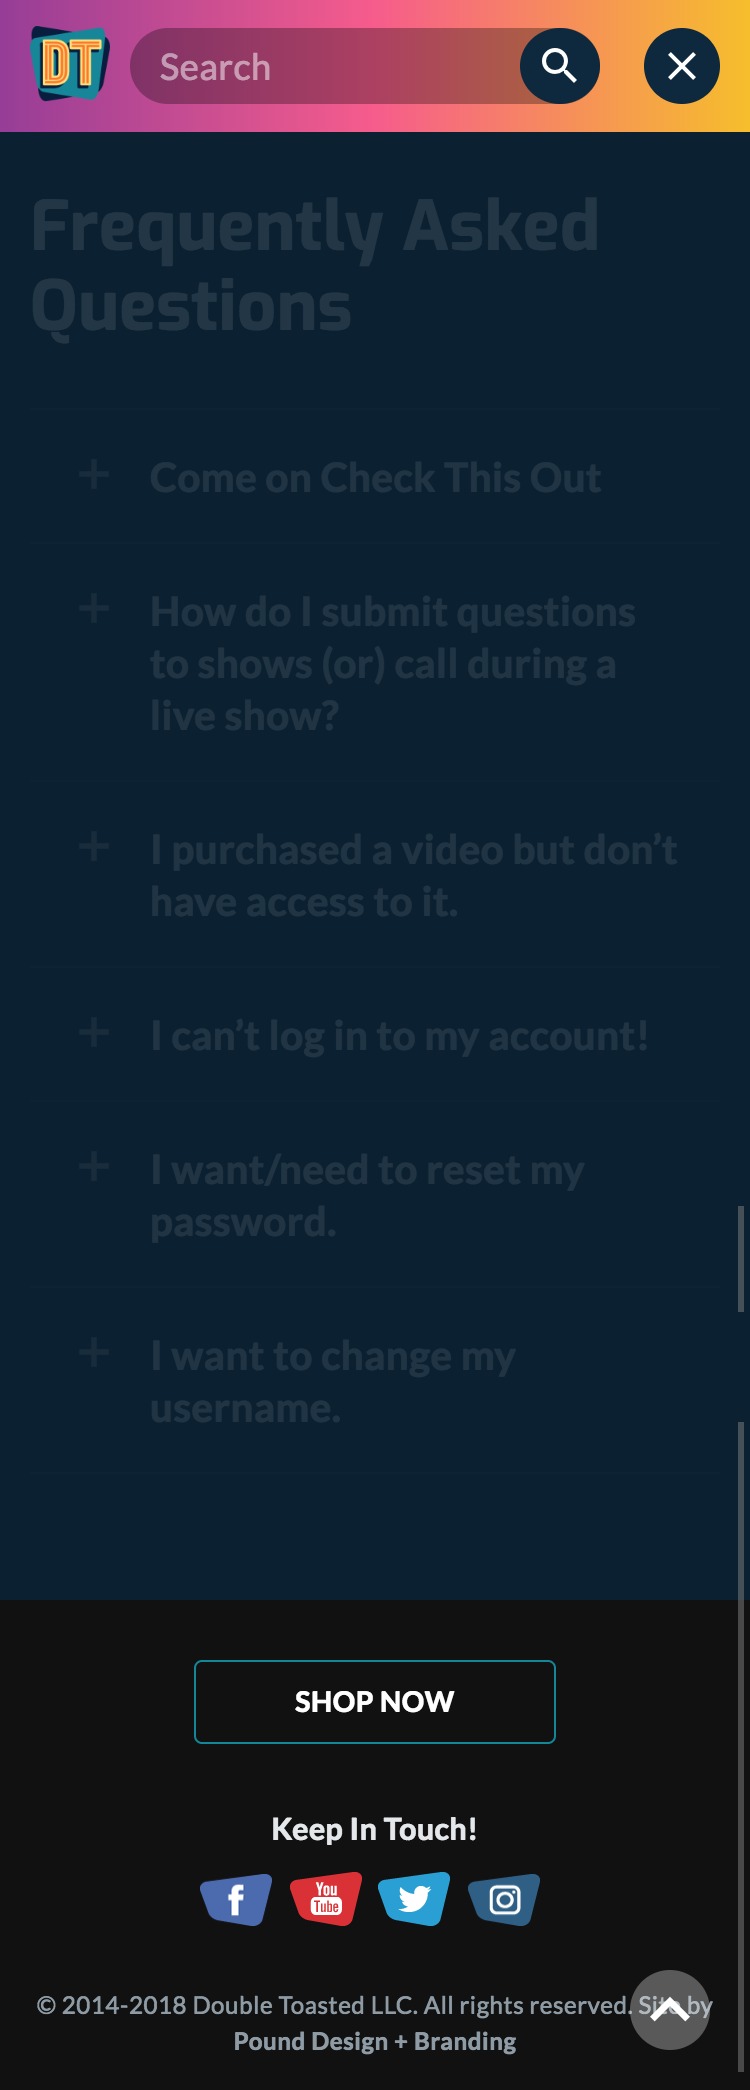 DT
Search
Frequently Asked
Questions
Come on Check This Out
How do I submit questions
to shows (or) call during a
live show?
I purchased a video but don’t
have access to it.
I can’t log in to my account!
I want/need to reset my
password.
I want to change my
username.
SHOP NOW
Keep In Touch!
f
You
Tube
© 2014-2018 Double Toasted LLC. All rights reserved. Site by
Pound Design + Branding